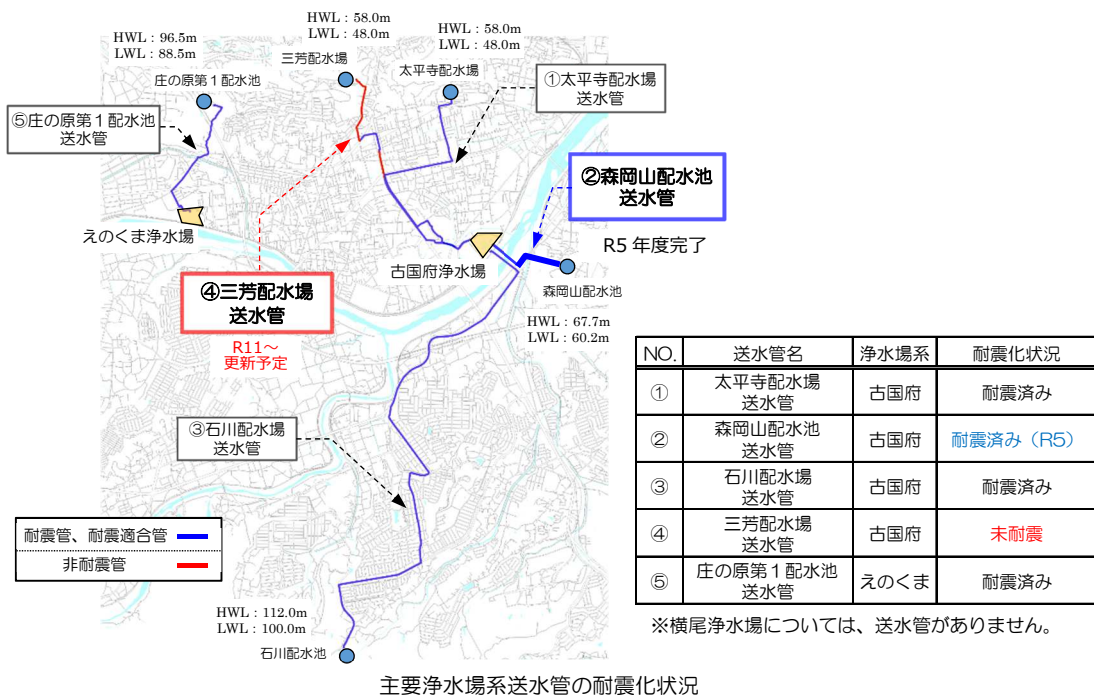 HWL：58.0m
LWL：48.0m
三芳配水場
HWL：58.0m
LWL：48.0m
太平寺配水場
HWL：96.5m
LWL：88.5m
庄の原第１配水池
①太平寺配水場
送水管
⑤庄の原第１配水池
送水管
②森岡山配水池
送水管
R5 年度完了
えのくま浄水場
古国府浄水場
森岡山配水池
HWL：67.7m
LWL：60.2m
④三芳配水場
送水管
R11～
更新予定
③石川配水場
送水管
耐震管、耐震適合管
非耐震管
HWL：112.0m
LWL：100.0m
石川配水池
NO. 送水管名 浄水場系 耐震化状況
① 太平寺配水場
送水管 古国府 耐震済み
② 森岡山配水池
送水管 古国府 耐震済み（R5）
③ 石川配水場
送水管 古国府 耐震済み
④ 三芳配水場
送水管 古国府 未耐震
⑤ 庄の原第１配水池
送水管 えのくま 耐震済み
※横尾浄水場については、送水管がありません。
主要浄水場系送水管の耐震化状況